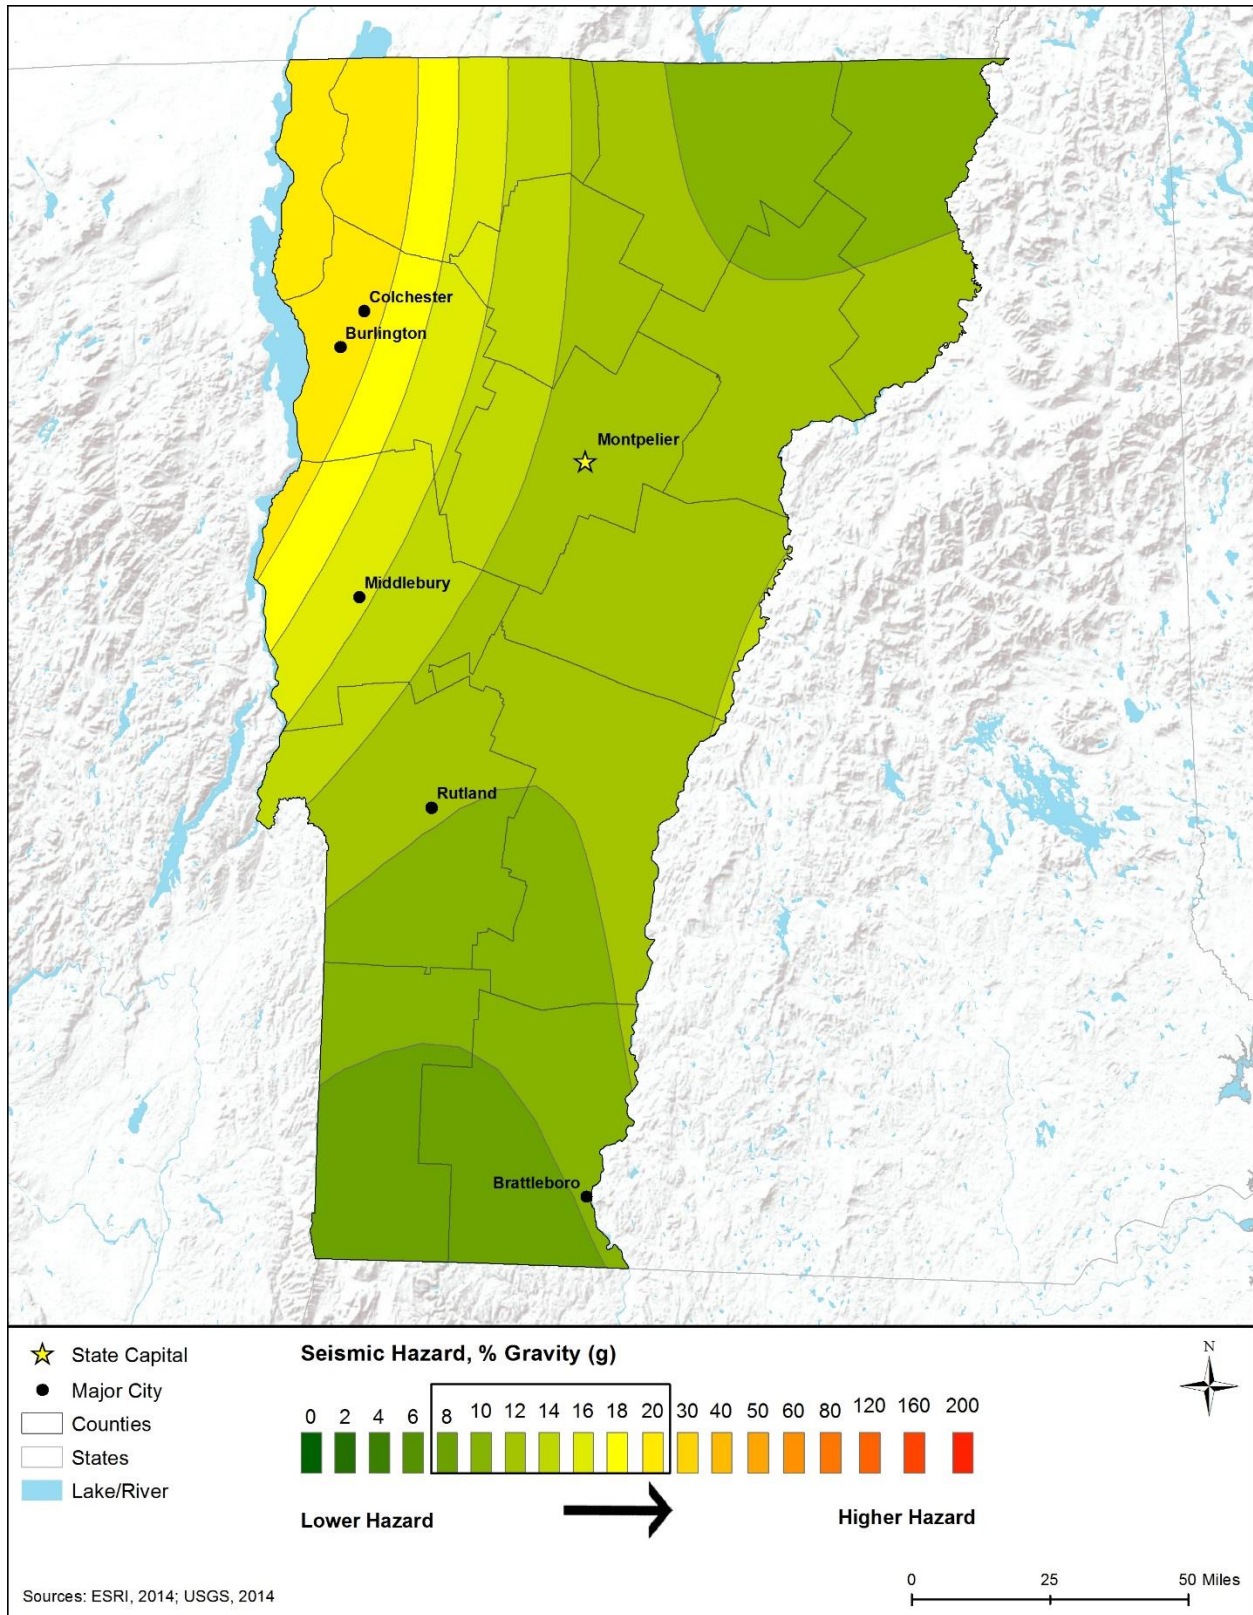 Colchester
Burlington
Montpelier
Middlebury
Rutland
Brattleboro
State Capital
Major City
Counties
States
Lake/River
Seismic Hazard, % Gravity (g)
0 2 4 6 8 10 12 14 16 18 20 30 40 50 60 80 120 160 200
Lower Hazard
Higher Hazard
N
Sources: ESRI, 2014; USGS, 2014
0 25 50 Miles